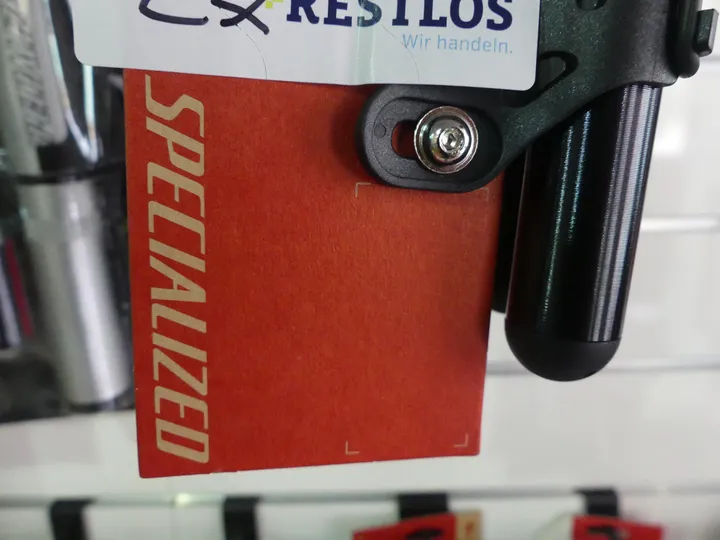 RESTLOS
Wir handeln.
SPECIALIZED